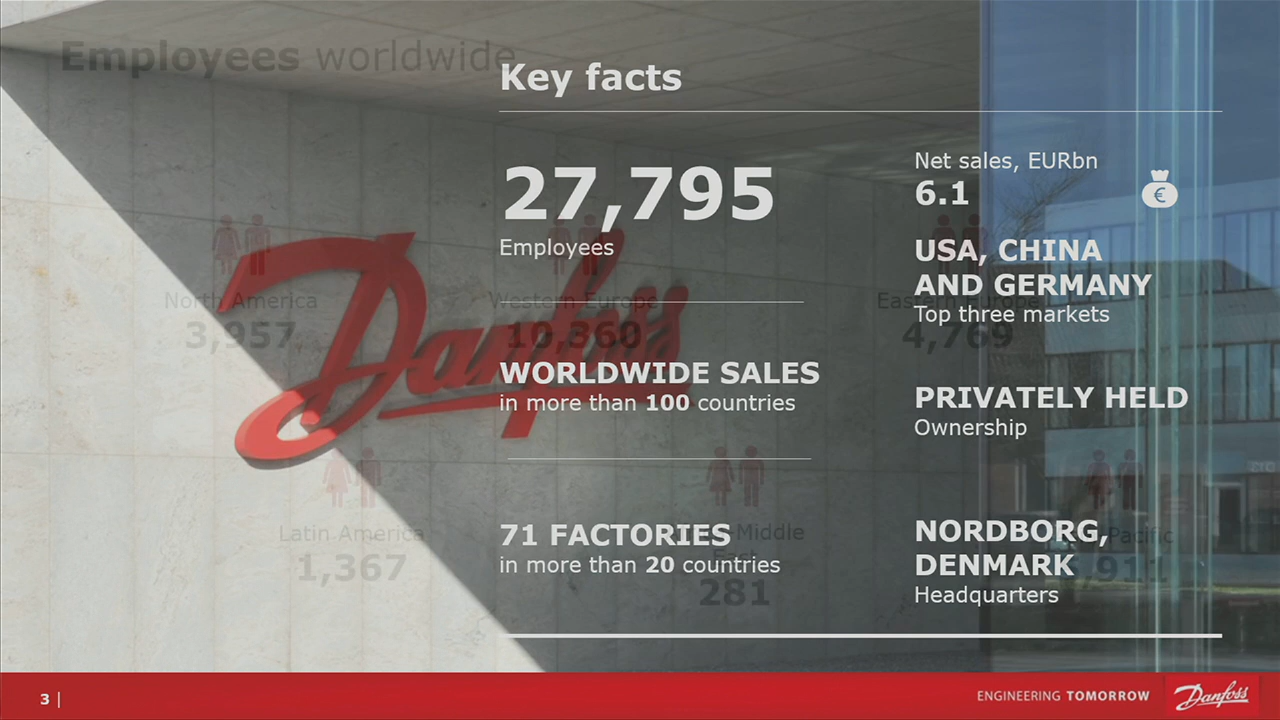 Employees worldwide
Key facts
27,795
Employees
Net sales, EURbn
6.1
€
USA, CHINA
AND GERMANY
Top three markets
North America
3,957
Western Europe
10,360
Eastern Europe
4,769
Danfoss
WORLDWIDE SALES
in more than 100 countries
PRIVATELY HELD
Ownership
Latin America
1,367
Middle
East
281
Pacific
71 FACTORIES
in more than 20 countries
NORDBORG,
DENMARK
Headquarters
3 |
ENGINEERING TOMORROW
Danfoss